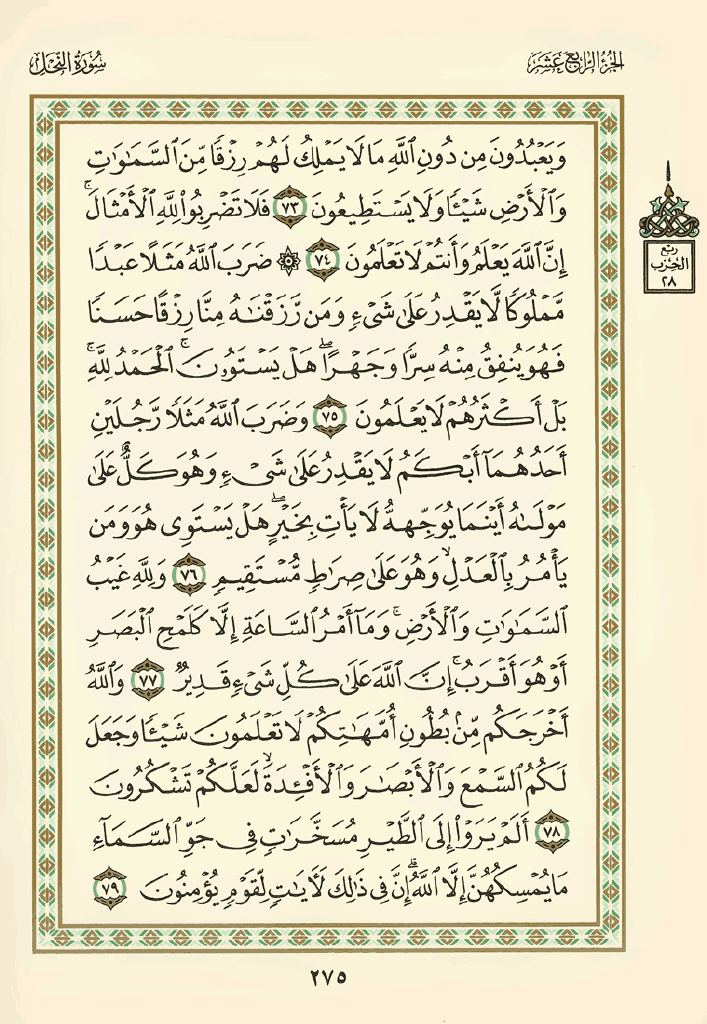 الجزء الرابع عشر
سورة النحل
وَيَعْبُدُونَ مِن دُونِ ٱللَّهِ مَا لَا يَمْلِكُ لَهُمْ رِزْقًا مِّنَ ٱلسَّمَٰوَٰتِ
وَٱلْأَرْضِ شَيْـًٔا وَلَا يَسْتَطِيعُونَ ٧٣ فَلَا تَضْرِبُوا۟ لِلَّهِ ٱلْأَمْثَالَ ۚ
إِنَّ ٱللَّهَ يَعْلَمُ وَأَنتُمْ لَا تَعْلَمُونَ ٧٤ ۞ ضَرَبَ ٱللَّهُ مَثَلًا عَبْدًا
مَّمْلُوكًا لَّا يَقْدِرُ عَلَىٰ شَىْءٍ وَمَن رَّزَقْنَٰهُ مِنَّا رِزْقًا حَسَنًا
فَهُوَ يُنفِقُ مِنْهُ سِرًّا وَجَهْرًا ۖ هَلْ يَسْتَوُۥنَ ۚ ٱلْحَمْدُ لِلَّهِ ۚ
بَلْ أَكْثَرُهُمْ لَا يَعْلَمُونَ ٧٥ وَضَرَبَ ٱللَّهُ مَثَلًا رَّجُلَيْنِ
أَحَدُهُمَآ أَبْكَمُ لَا يَقْدِرُ عَلَىٰ شَىْءٍ وَهُوَ كَلٌّ عَلَىٰ
مَوْلَىٰهُ أَيْنَمَا يُوَجِّههُّ لَا يَأْتِ بِخَيْرٍ ۖ هَلْ يَسْتَوِى هُوَ وَمَن
يَأْمُرُ بِٱلْعَدْلِ ۙ وَهُوَ عَلَىٰ صِرَٰطٍ مُّسْتَقِيمٍ ٧٦ وَلِلَّهِ غَيْبُ
ٱلسَّمَٰوَٰتِ وَٱلْأَرْضِ ۚ وَمَآ أَمْرُ ٱلسَّاعَةِ إِلَّا كَلَمْحِ ٱلْبَصَرِ
أَوْ هُوَ أَقْرَبُ ۚ إِنَّ ٱللَّهَ عَلَىٰ كُلِّ شَىْءٍ قَدِيرٌ ٧٧ وَٱللَّهُ
أَخْرَجَكُم مِّنۢ بُطُونِ أُمَّهَٰتِكُمْ لَا تَعْلَمُونَ شَيْـًٔا وَجَعَلَ
لَكُمُ ٱلسَّمْعَ وَٱلْأَبْصَٰرَ وَٱلْأَفْـِٔدَةَ ۙ لَعَلَّكُمْ تَشْكُرُونَ
٧٨ أَلَمْ يَرَوْا۟ إِلَى ٱلطَّيْرِ مُسَخَّرَٰتٍ فِى جَوِّ ٱلسَّمَآءِ
مَا يُمْسِكُهُنَّ إِلَّا ٱللَّهُ ۗ إِنَّ فِى ذَٰلِكَ لَءَايَٰتٍ لِّقَوْمٍ يُؤْمِنُونَ ٧٩
ربع
الحزب
٢٨
٢٧٥